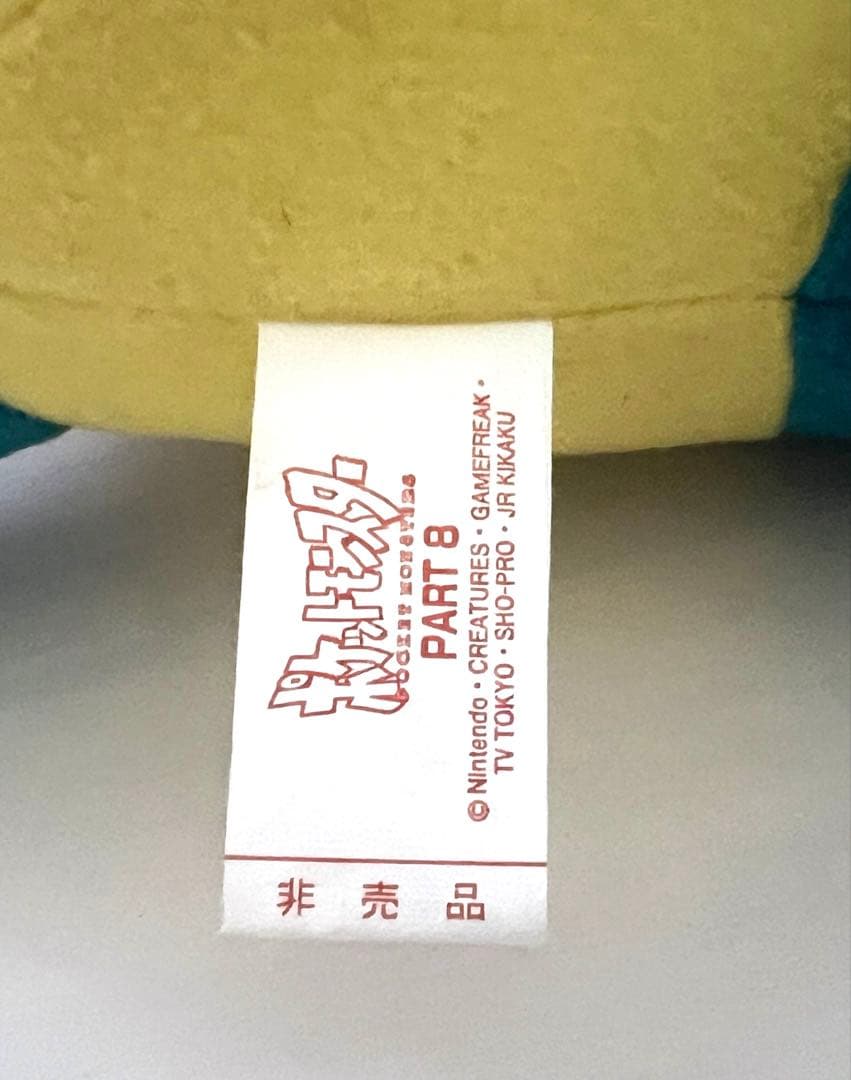 ポケットモンスター
POCKET MONSTERS
PART 8
© Nintendo・CREATURES・GAMEFREAK・
TV TOKYO・SHO-PRO・JR KIKAKU
非売品